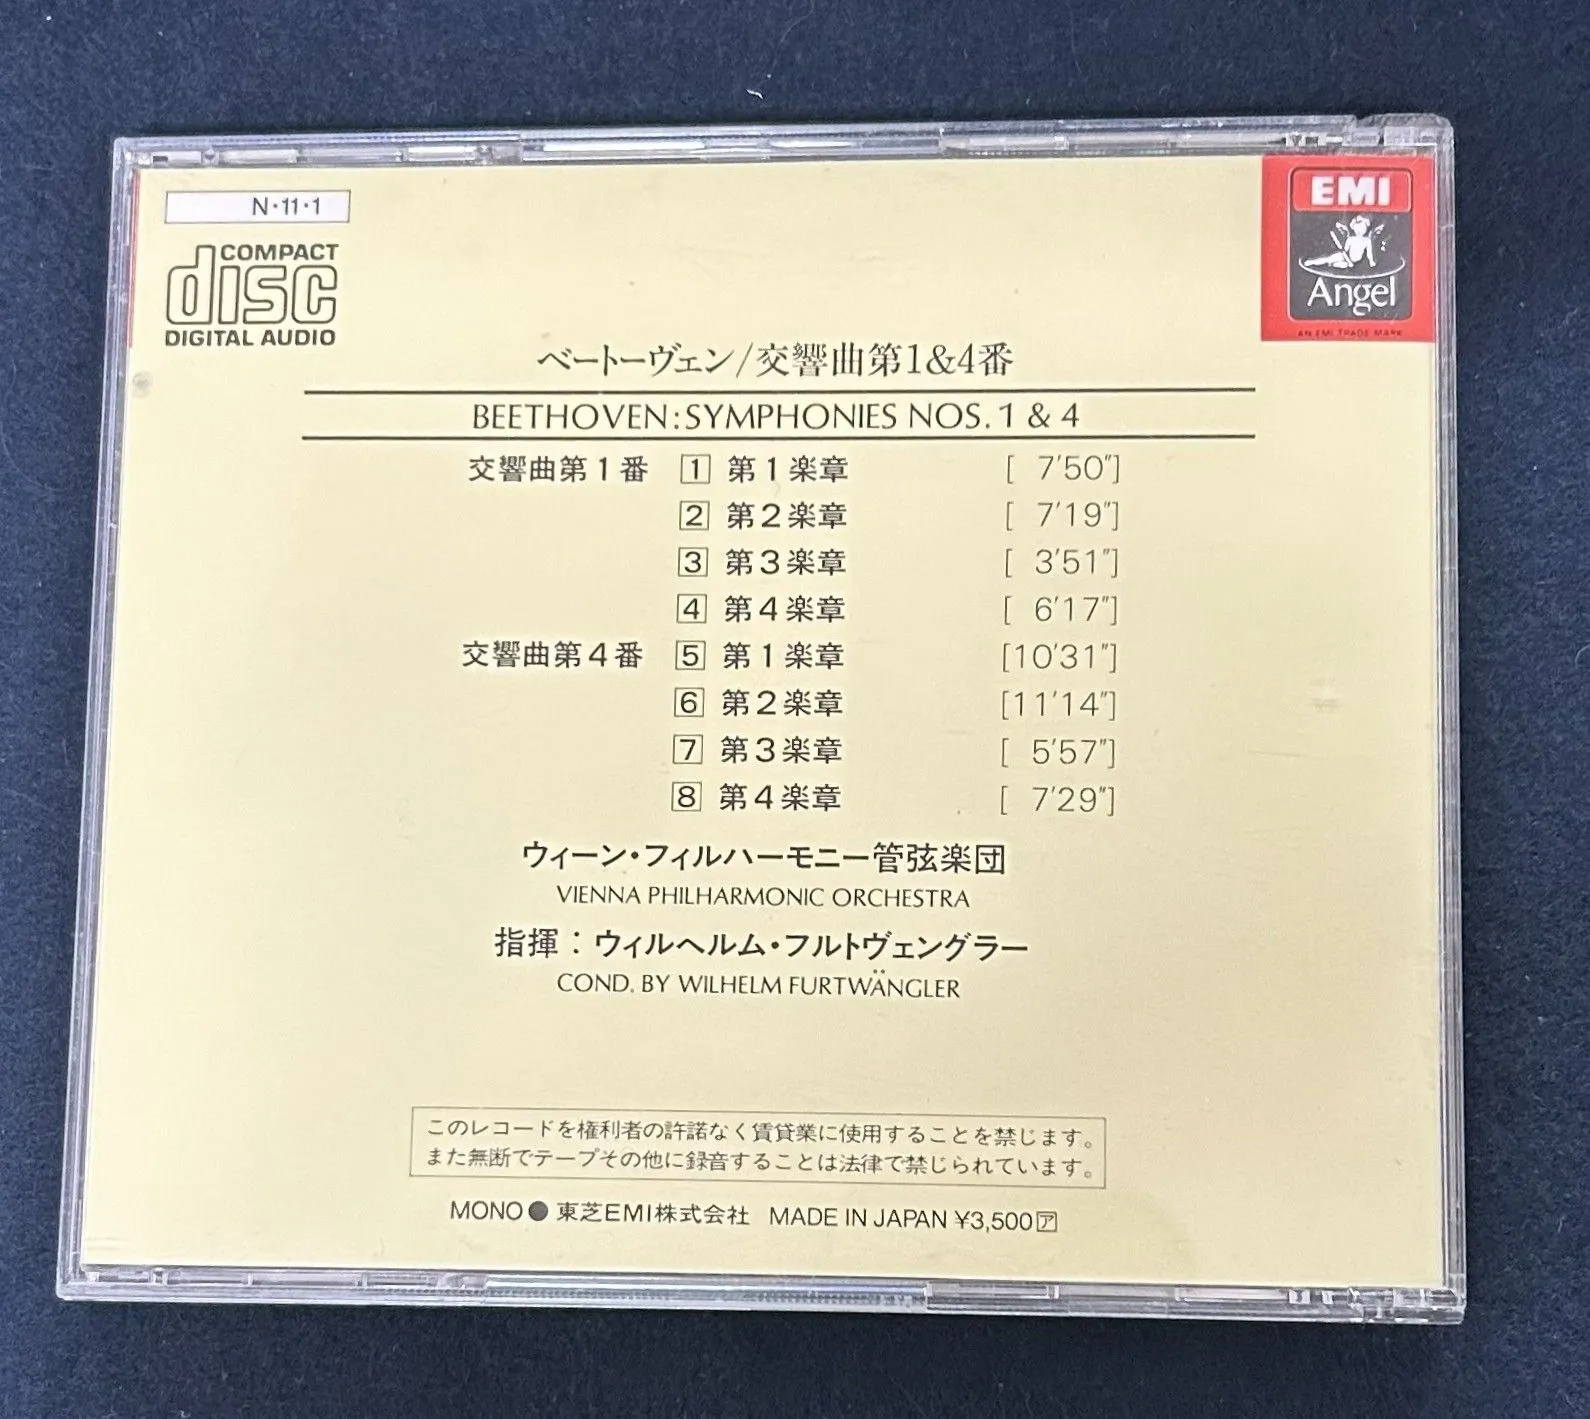 N·11·1
COMPACT
disc
DIGITAL AUDIO
EMI
Angel
AN EMI TRADE MARK
ベートーヴェン/交響曲第1&4番
BEETHOVEN:SYMPHONIES NOS. 1 & 4
交響曲第1番 1 第1楽章 [ 7'50"]
2 第2楽章 [ 7'19"]
3 第3楽章 [ 3'51"]
4 第4楽章 [ 6'17"]
交響曲第4番 5 第1楽章 [10'31"]
6 第2楽章 [11'14"]
7 第3楽章 [ 5'57"]
8 第4楽章 [ 7'29"]
ウィーン・フィルハーモニー管弦楽団
VIENNA PHILHARMONIC ORCHESTRA
指揮:ウィルヘルム・フルトヴェングラー
COND. BY WILHELM FURTWÄNGLER
このレコードを権利者の許諾なく賃貸業に使用することを禁じます。
また無断でテープその他に録音することは法律で禁じられています。
MONO●東芝EMI株式会社 MADE IN JAPAN ¥3,500ア